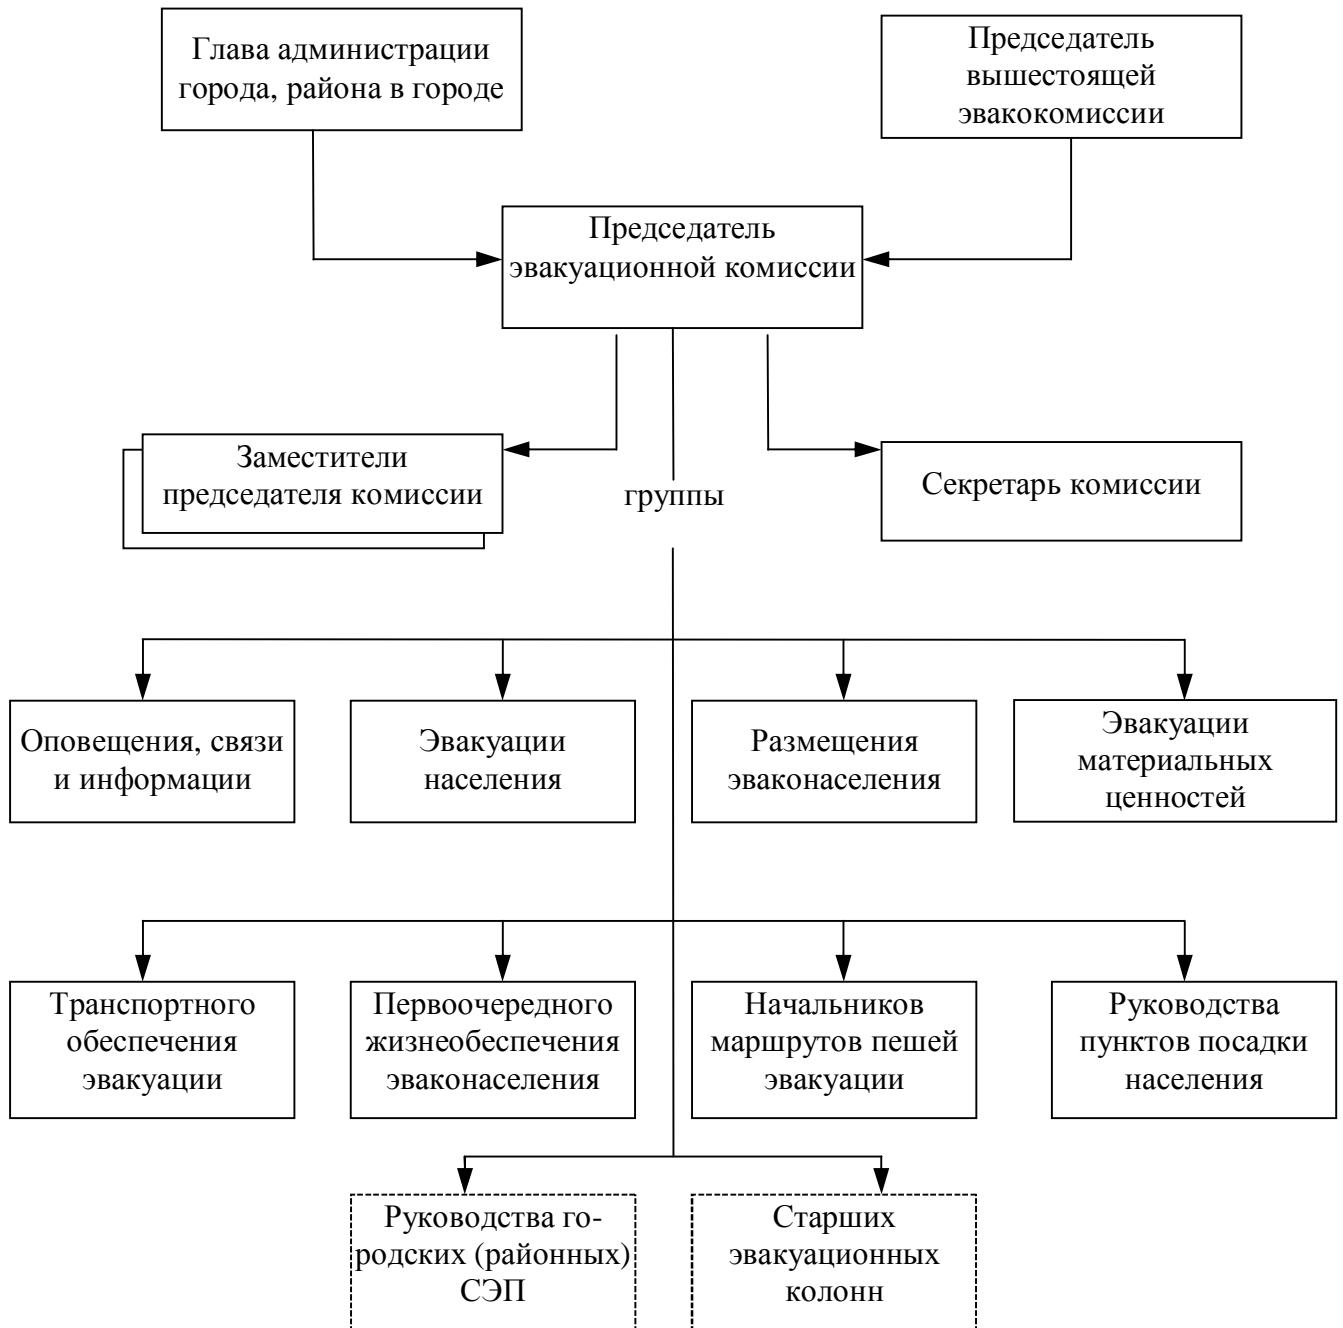 Глава администрации
города, района в городе
Председатель
вышестоящей
эвакокомиссии
Председатель
эвакуационной комиссии
Заместители
председателя комиссии
группы
Секретарь комиссии
Оповещения, связи
и информации
Эвакуации
населения
Размещения
эваконаселения
Эвакуации
материальных
ценностей
Транспортного
обеспечения
эвакуации
Первоочередного
жизнеобеспечения
эваконаселения
Начальников
маршрутов пешей
эвакуации
Руководства
пунктов посадки
населения
Руководства го-
родских (районных)
СЭП
Старших
эвакуационных
колонн